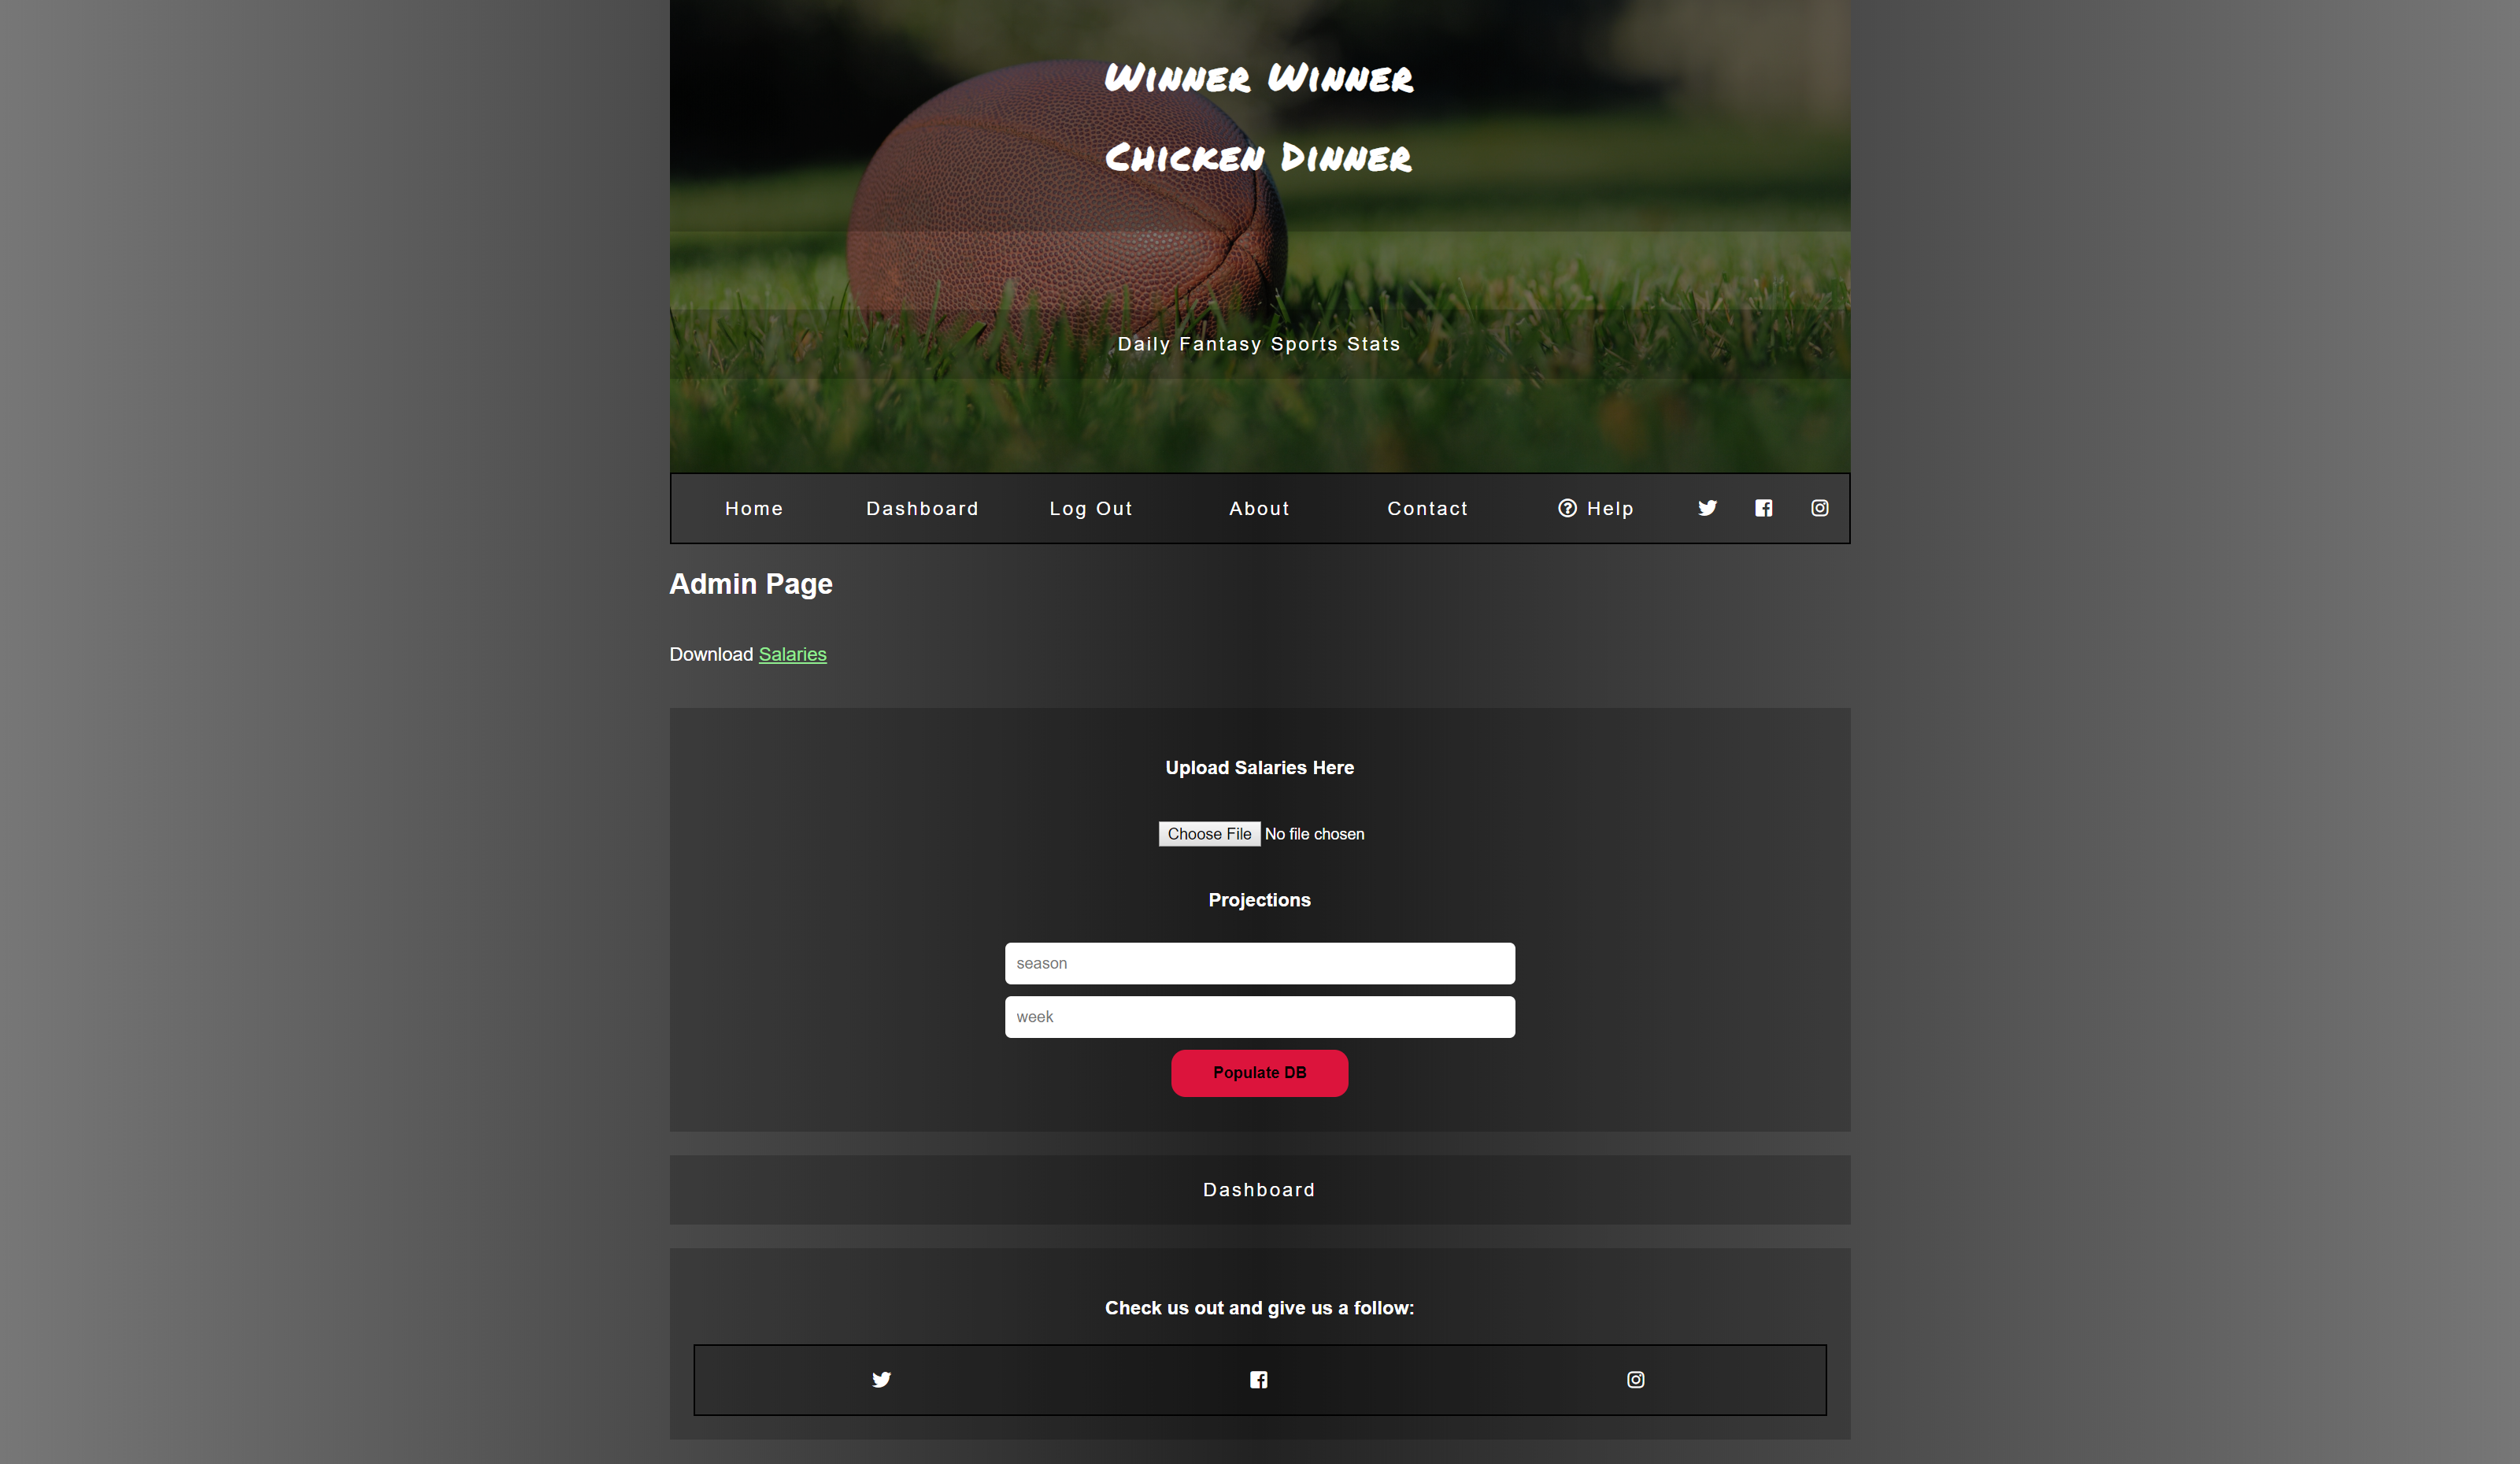 Winner Winner
Chicken Dinner
Daily Fantasy Sports Stats
Home Dashboard Log Out About Contact Help
Admin Page
Download Salaries
Upload Salaries Here
Choose File No file chosen
Projections
season
week
Populate DB
Dashboard
Check us out and give us a follow: